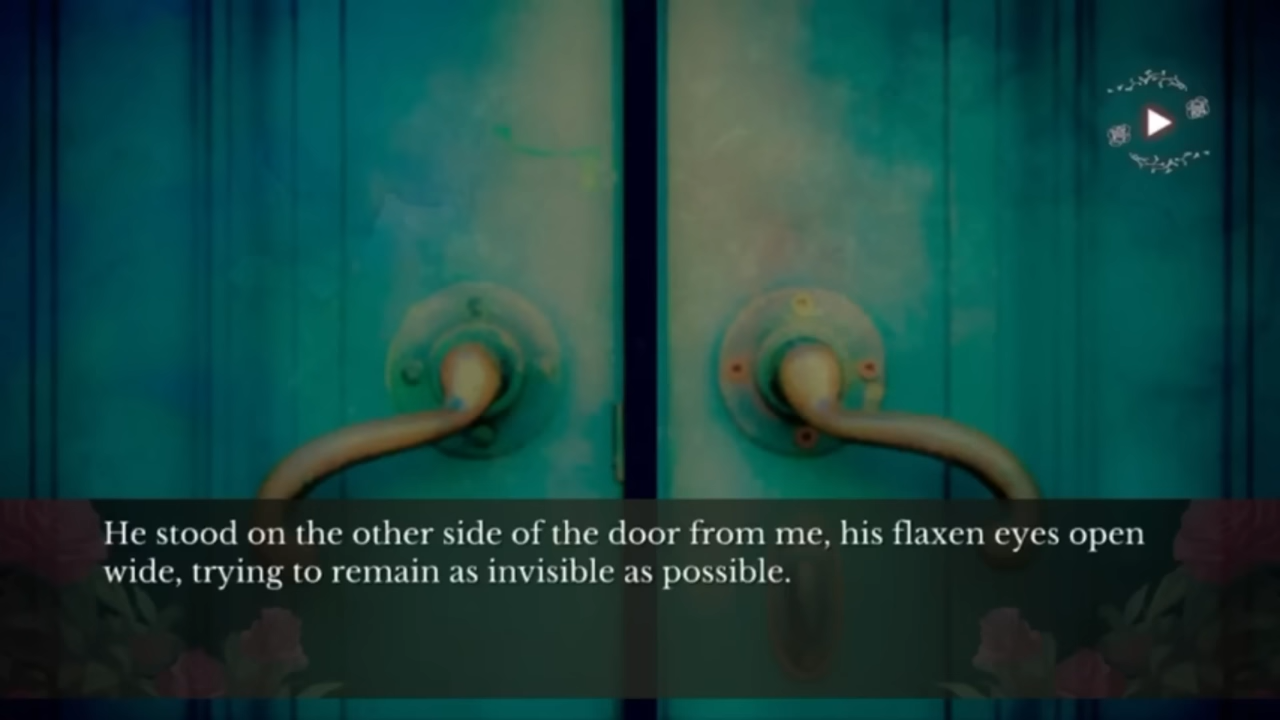 He stood on the other side of the door from me, his flaxen eyes open
wide, trying to remain as invisible as possible.